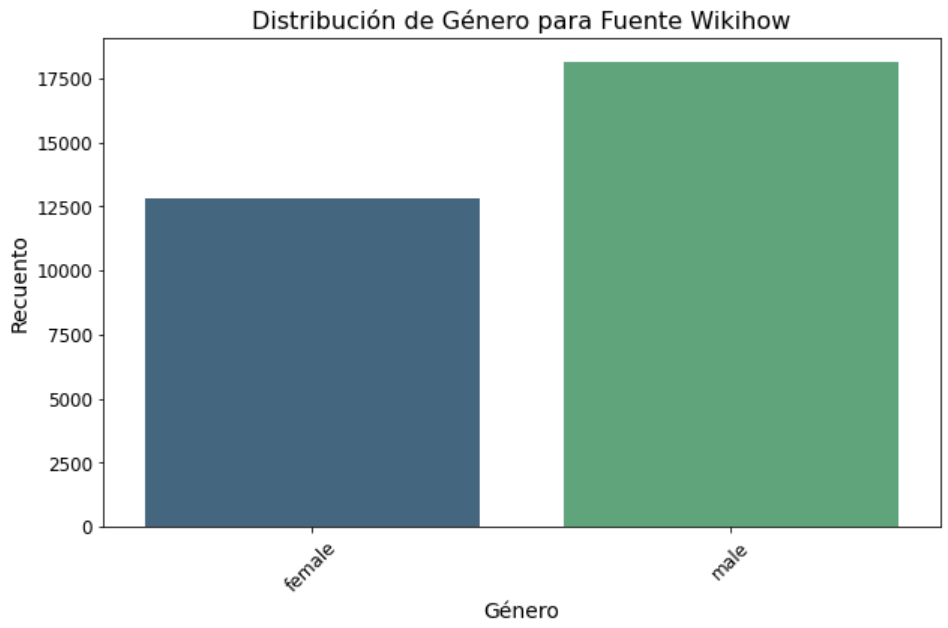 Distribución de Género para Fuente Wikihow
17500
15000
12500
10000
7500
5000
2500
0
Recuento
female
male
Género